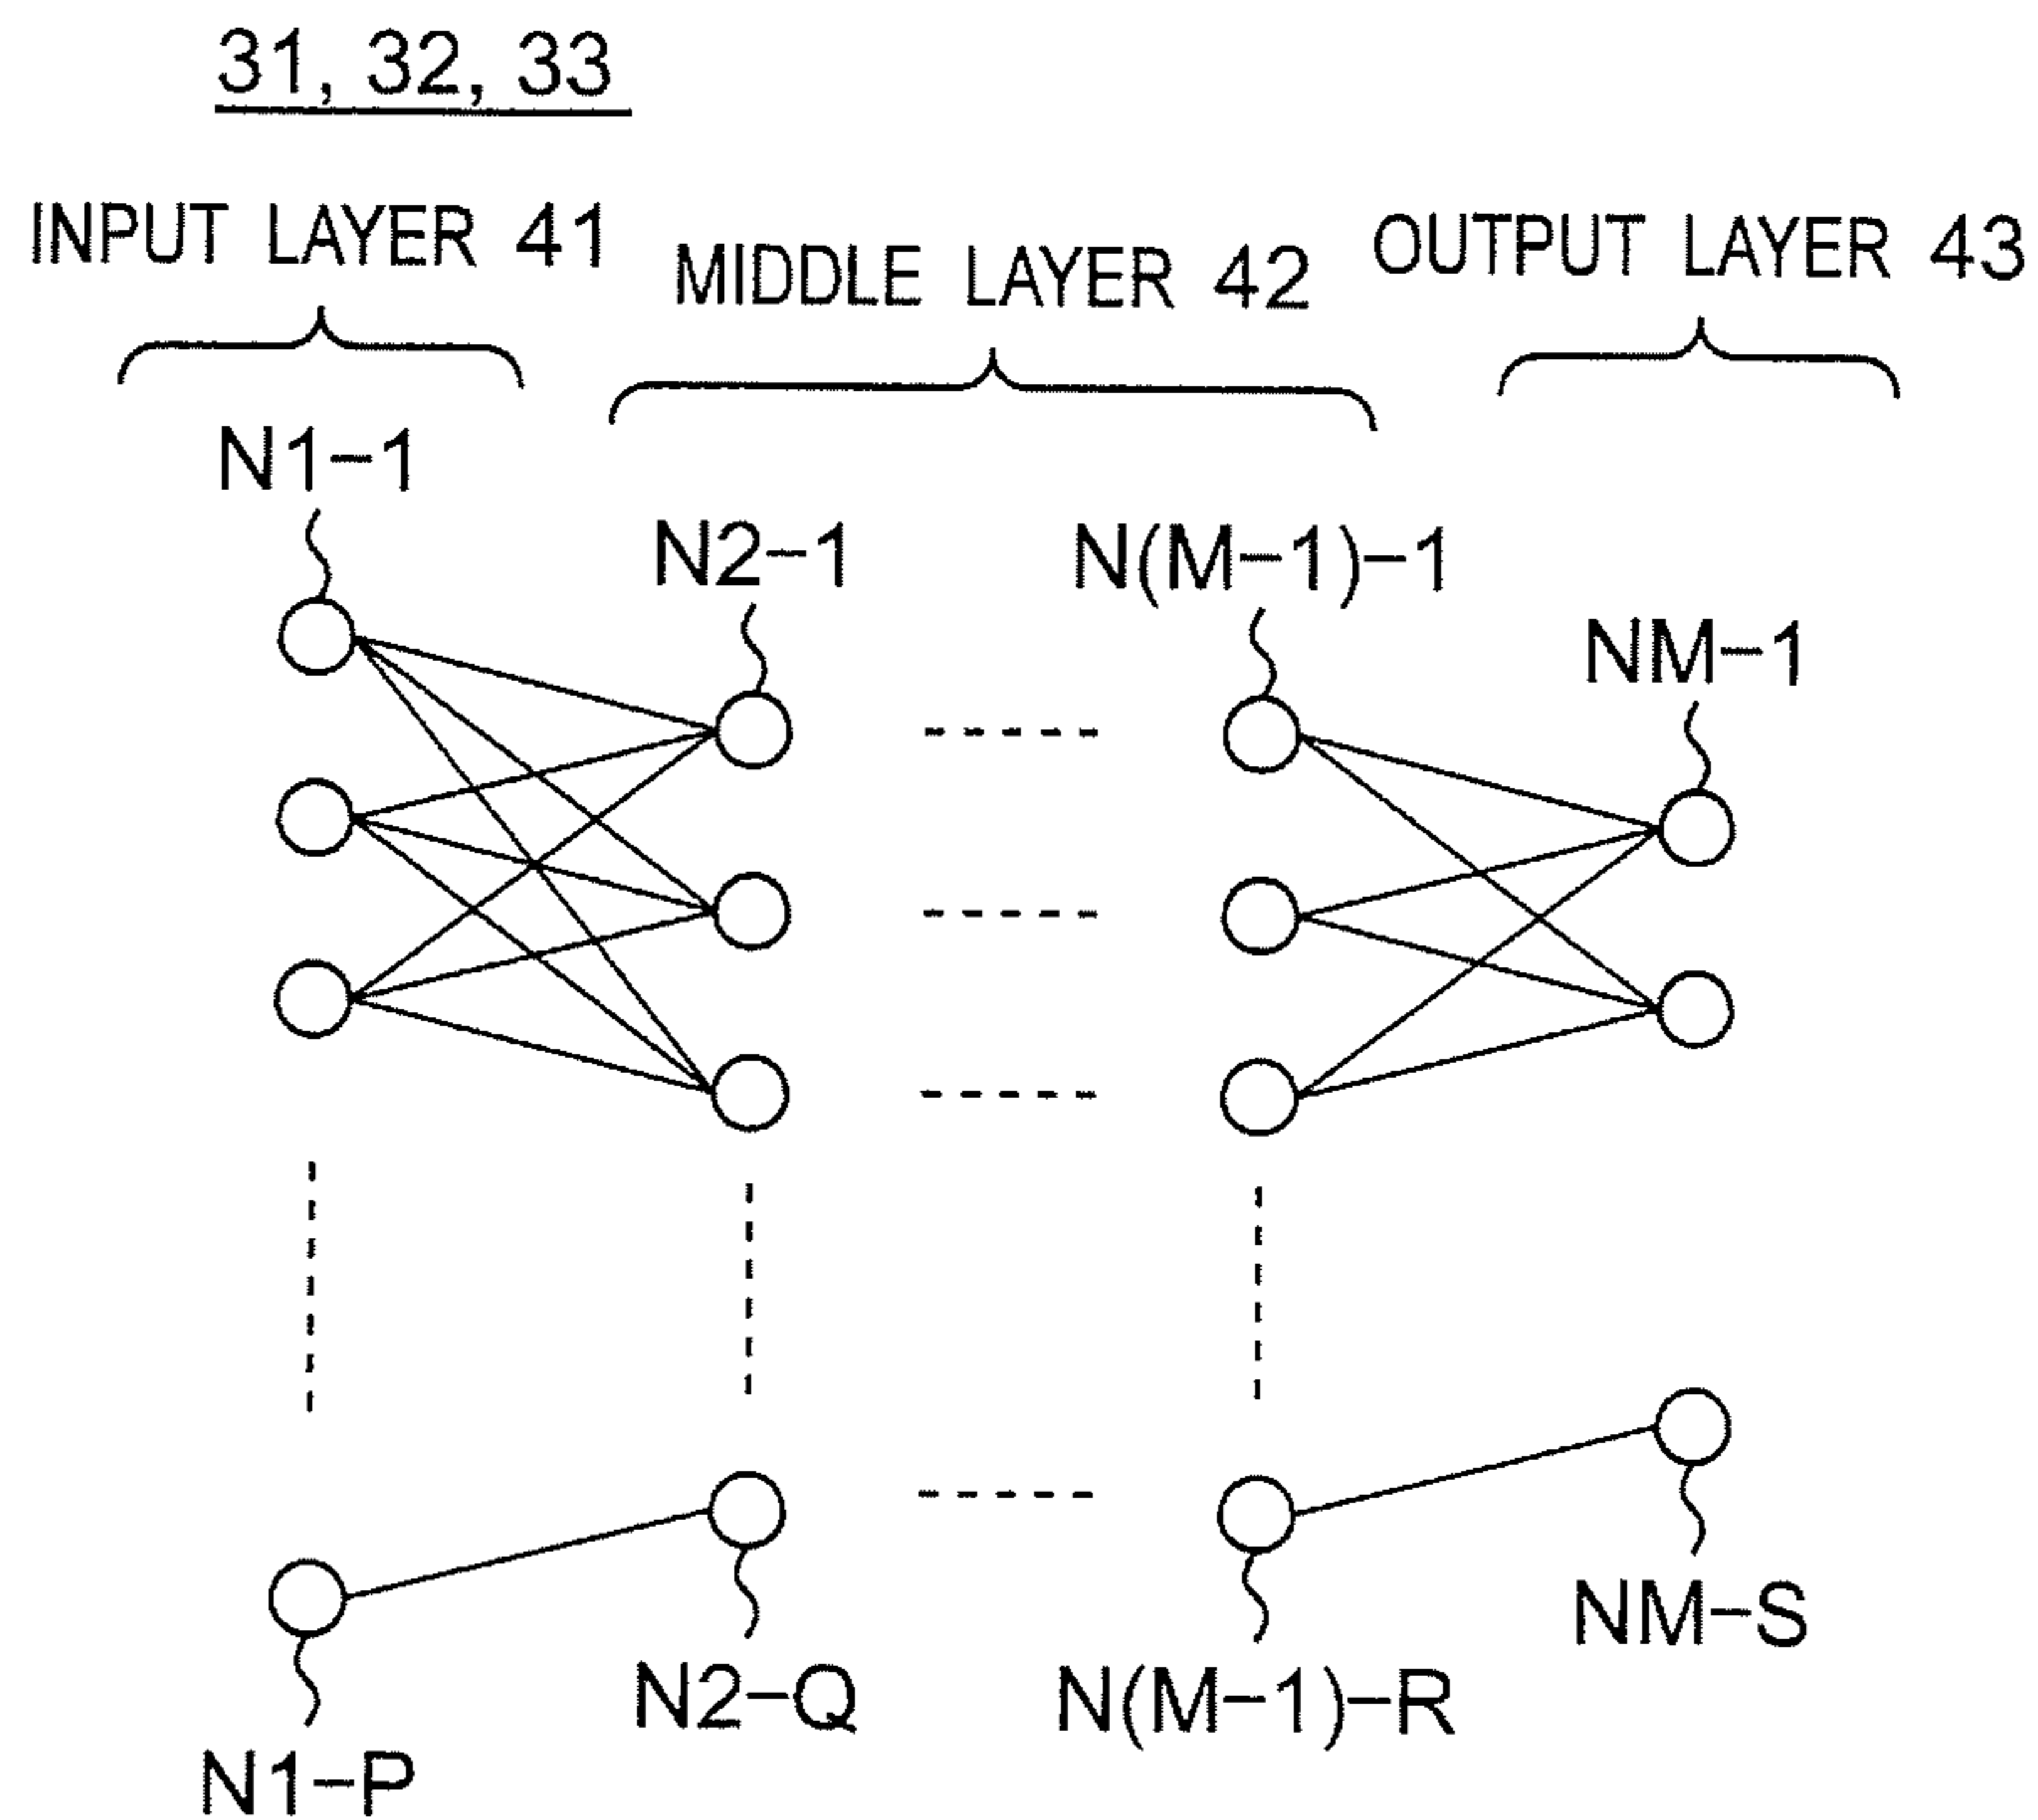 31, 32, 33
INPUT LAYER 41
MIDDLE LAYER 42
OUTPUT LAYER 43
N1-1
N2-1
N(M-1)-1
NM-1
N1-P
N2-Q
N(M-1)-R
NM-S